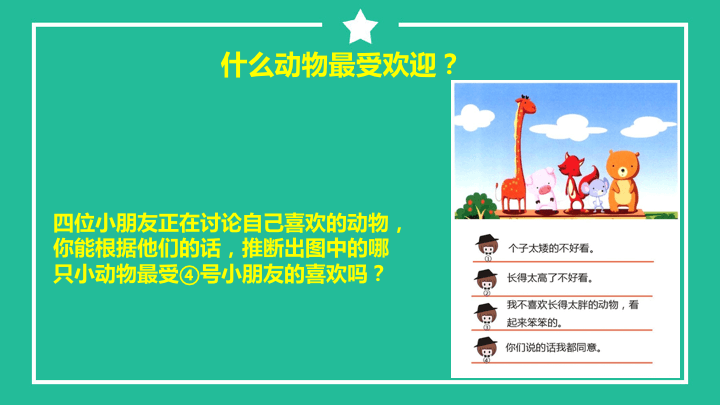 什么动物最受欢迎？
四位小朋友正在讨论自己喜欢的动物，
你能根据他们的话，推断出图中的哪
只小动物最受④号小朋友的喜欢吗？
① 个子太矮的不好看。
② 长得太高了不好看。
③ 我不喜欢长得太胖的动物，看
起来笨笨的。
④ 你们说的话我都同意。